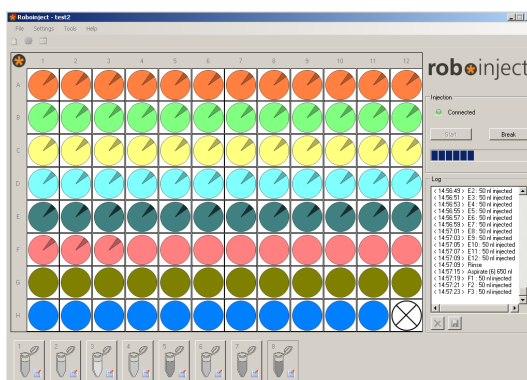 Roboinject - test2
File Settings Tools Help
1 2 3 4 5 6 7 8 9 10 11 12
A
B
C
D
E
F
G
H
roboinject
Injection
Connected
Start Break
Log
< 14:56:49 > E2 : 50 nl injected
< 14:56:51 > E3 : 50 nl injected
< 14:56:53 > E4 : 50 nl injected
< 14:56:55 > E5 : 50 nl injected
< 14:56:57 > E6 : 50 nl injected
< 14:56:59 > E7 : 50 nl injected
< 14:57:01 > E8 : 50 nl injected
< 14:57:03 > E9 : 50 nl injected
< 14:57:05 > E10 : 50 nl injected
< 14:57:07 > E11 : 50 nl injected
< 14:57:09 > E12 : 50 nl injected
< 14:57:09 > Rinse
< 14:57:15 > Aspirate (6) 650 nl
< 14:57:19 > F1 : 50 nl injected
< 14:57:21 > F2 : 50 nl injected
< 14:57:23 > F3 : 50 nl injected
1 2 3 4 5 6 7 8